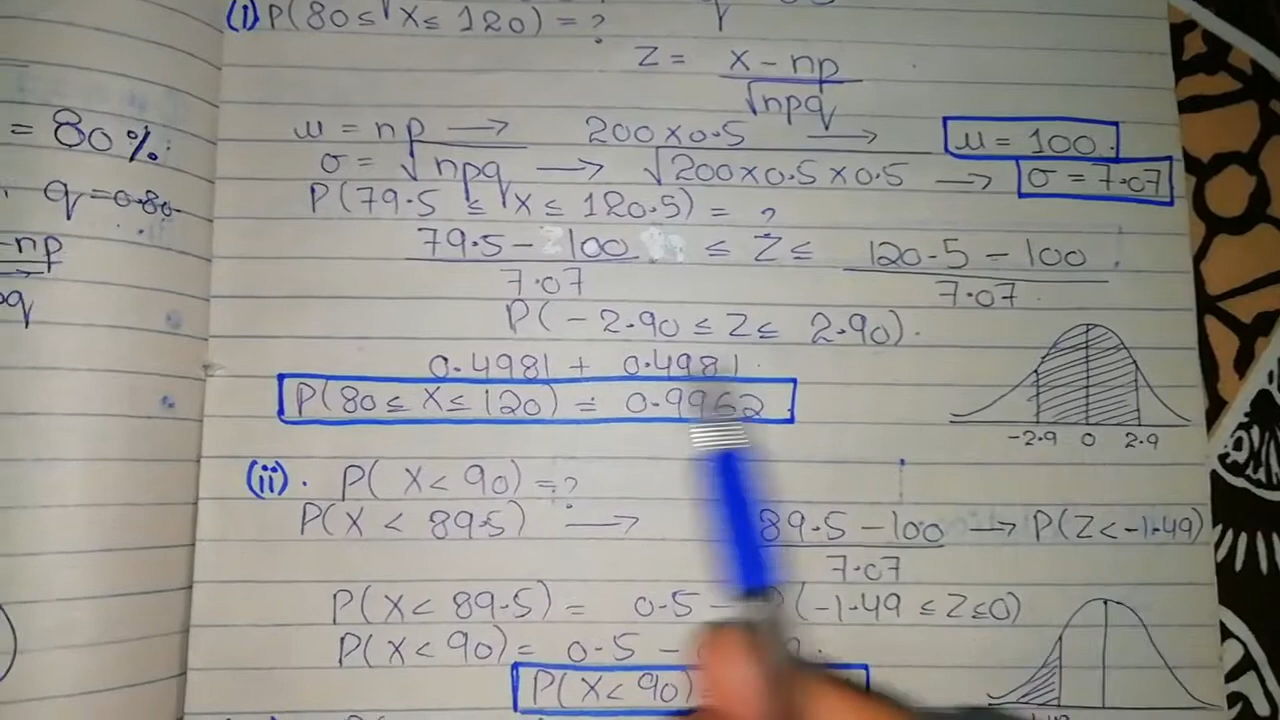 (i) P(80 ≤ X ≤ 120) = ?
Z = x - np
√npq
= 80%
q = 0.80
-np
pq
μ = np → 200×0.5 → μ = 100.
σ = √npq → √200×0.5×0.5 → σ = 7.07
P(79.5 ≤ X ≤ 120.5) = ?
79.5 - 100 ≤ Z ≤ 120.5 - 100
7.07 7.07
P(-2.90 ≤ Z ≤ 2.90).
0.4981 + 0.4981
P(80 ≤ X ≤ 120) = 0.9962
-2.9 0 2.9
(ii). P(X < 90) = ?
P(X < 89.5) → 89.5 - 100 → P(Z < -1.49)
7.07
P(X < 89.5) = 0.5 - P(-1.49 ≤ Z ≤ 0)
P(X < 90) = 0.5 -
P(X < 90)